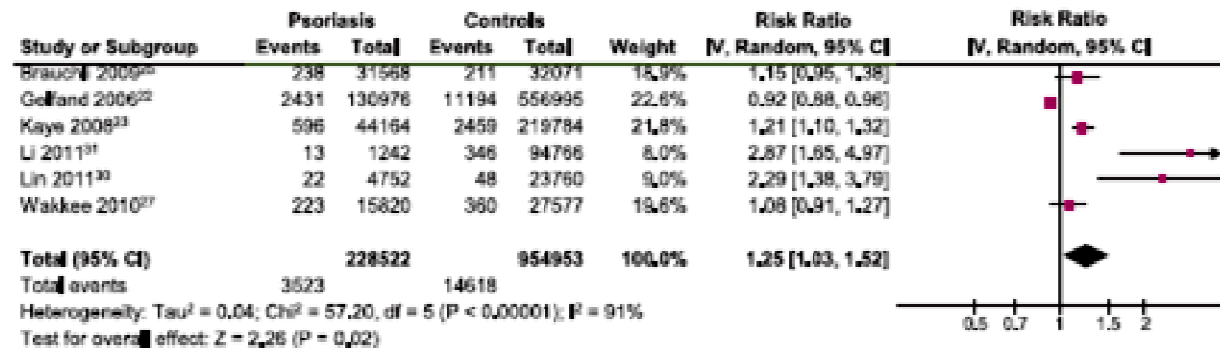 Psoriasis Controls Risk Ratio Risk Ratio
Study or Subgroup Events Total Events Total Weight IV, Random, 95% CI IV, Random, 95% CI
Brauchli 2009 238 31568 211 32071 18.9% 1.15 [0.95, 1.38]
Gelfand 2006²² 2431 130976 11194 556995 22.6% 0.92 [0.88, 0.96]
Kaye 2008²³ 596 44164 2459 219784 21.8% 1.21 [1.10, 1.32]
Li 2011³¹ 13 1242 346 94766 8.0% 2.87 [1.65, 4.97]
Lin 2011³⁰ 22 4752 48 23760 9.0% 2.29 [1.38, 3.79]
Wakkee 2010²⁷ 223 15820 360 27577 19.6% 1.08 [0.91, 1.27]
Total (95% CI) 228522 954953 100.0% 1.25 [1.03, 1.52]
Total events 3523 14618
Heterogeneity: Tau² = 0.04; Chi² = 57.20, df = 5 (P < 0.00001); I² = 91%
Test for overall effect: Z = 2.26 (P = 0.02)
0.5 0.7 1 1.5 2